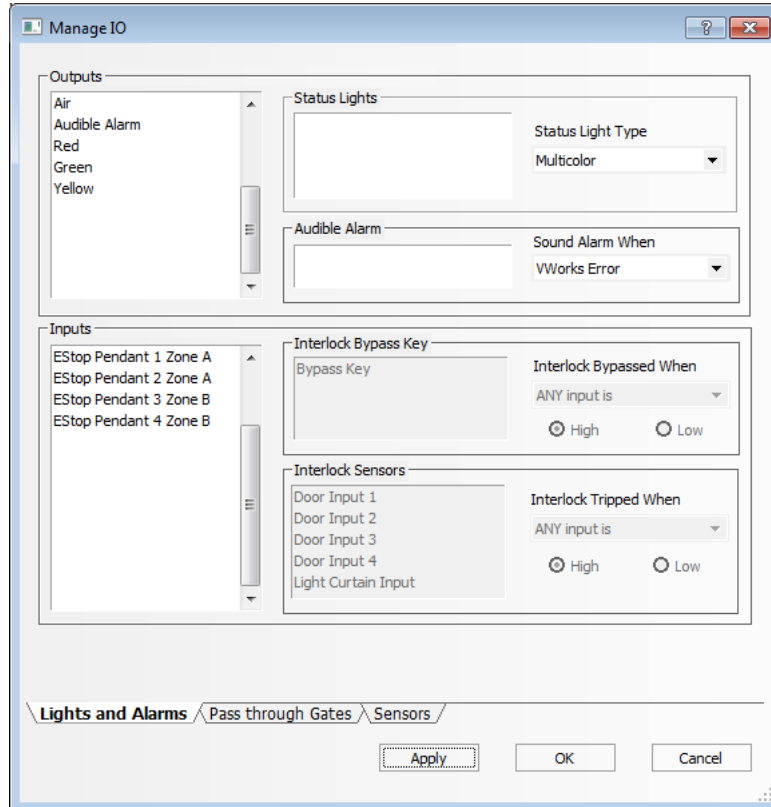 Manage IO
Outputs
Air
Audible Alarm
Red
Green
Yellow
Status Lights
Status Light Type
Multicolor
Audible Alarm
Sound Alarm When
VWorks Error
Inputs
EStop Pendant 1 Zone A
EStop Pendant 2 Zone A
EStop Pendant 3 Zone B
EStop Pendant 4 Zone B
Interlock Bypass Key
Bypass Key
Interlock Bypassed When
ANY input is
High Low
Interlock Sensors
Door Input 1
Door Input 2
Door Input 3
Door Input 4
Light Curtain Input
Interlock Tripped When
ANY input is
High Low
Lights and Alarms Pass through Gates Sensors
Apply OK Cancel